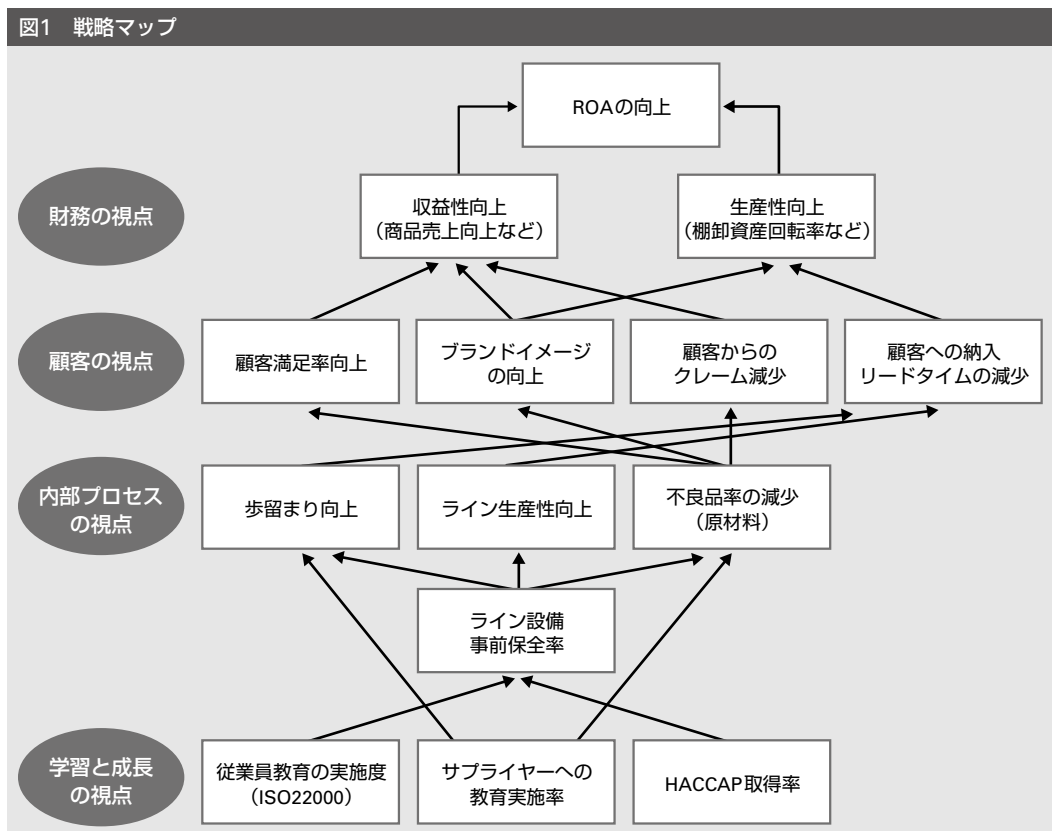 図1 戦略マップ
ROAの向上
財務の視点
収益性向上
（商品売上向上など）
生産性向上
（棚卸資産回転率など）
顧客の視点
顧客満足率向上
ブランドイメージ
の向上
顧客からの
クレーム減少
顧客への納入
リードタイムの減少
内部プロセス
の視点
歩留まり向上
ライン生産性向上
不良品率の減少
（原材料）
ライン設備
事前保全率
学習と成長
の視点
従業員教育の実施度
（ISO22000）
サプライヤーへの
教育実施率
HACCAP取得率